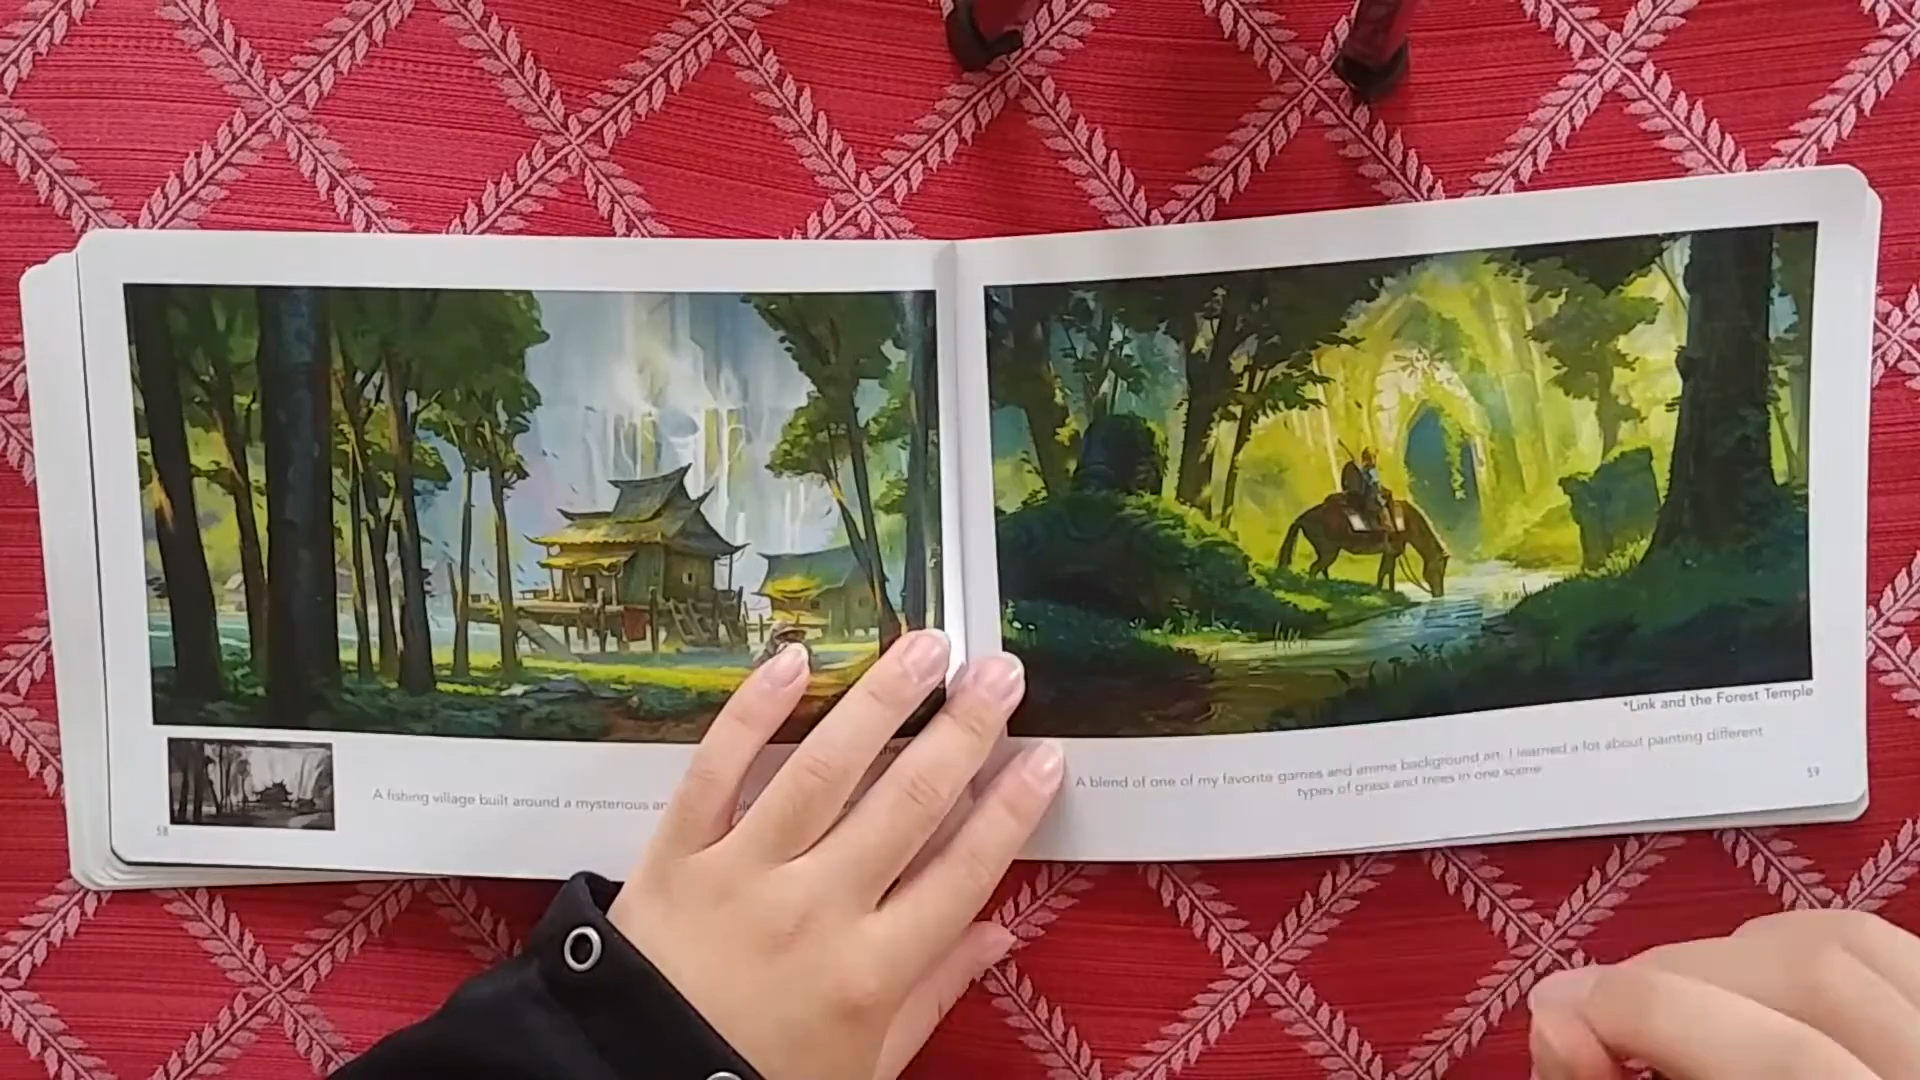 A fishing village built around a mysterious
58
*Link and the Forest Temple
A blend of one of my favorite games and anime background art. I learned a lot about painting different
types of grass and trees in one scene
59